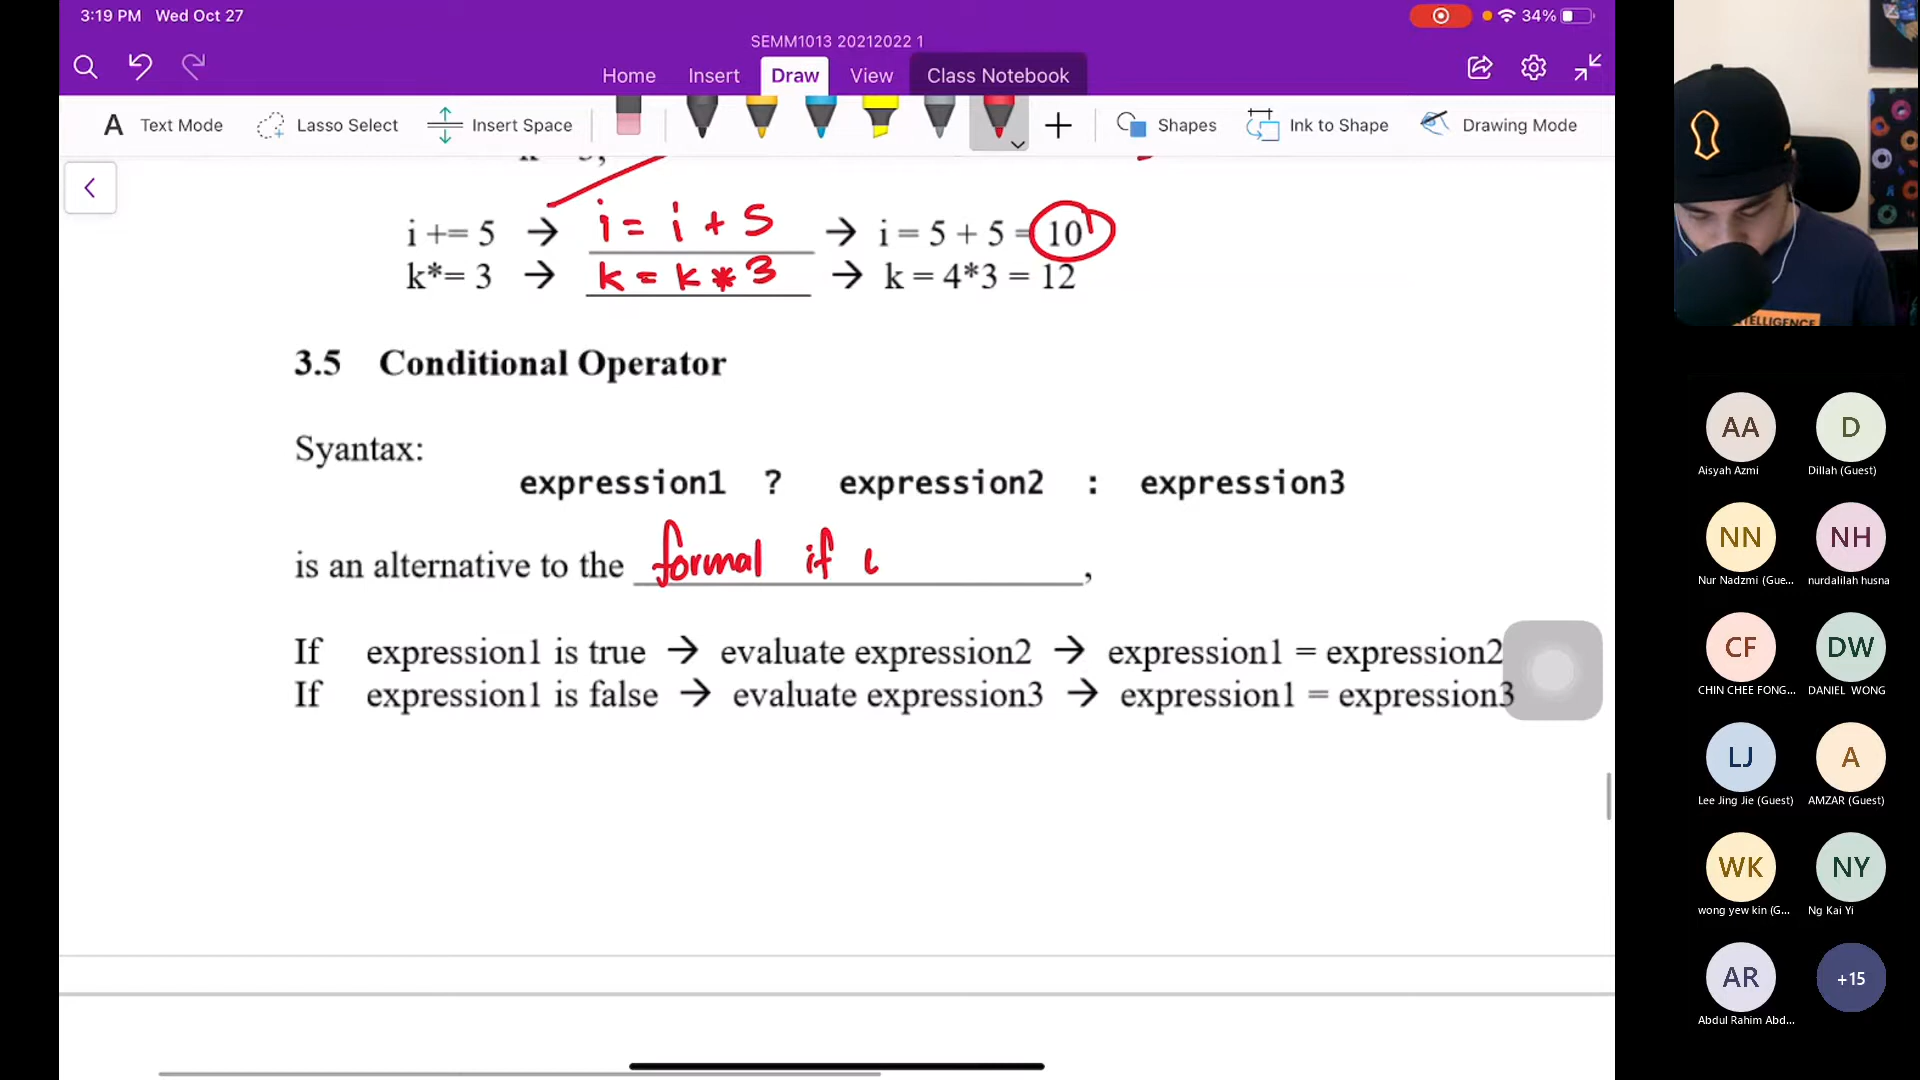 3:19 PM Wed Oct 27
34%
SEMM1013 20212022 1
Home Insert Draw View Class Notebook
A Text Mode Lasso Select Insert Space Shapes Ink to Shape Drawing Mode
i += 5 → i = i + 5 → i = 5 + 5 = 10
k*= 3 → k = k * 3 → k = 4*3 = 12
3.5 Conditional Operator
Syantax:
expression1 ? expression2 : expression3
is an alternative to the formal if ,
If expression1 is true → evaluate expression2 → expression1 = expression2
If expression1 is false → evaluate expression3 → expression1 = expression3
TELLIGENCE
AA D
Aisyah Azmi Dillah (Guest)
NN NH
Nur Nadzmi (Gue... nurdalilah husna
CF DW
CHIN CHEE FONG... DANIEL WONG
LJ A
Lee Jing Jie (Guest) AMZAR (Guest)
WK NY
wong yew kin (G... Ng Kai Yi
AR +15
Abdul Rahim Abd...